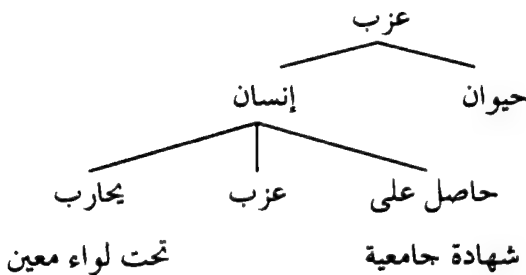 عزب
حيوان
إنسان
حاصل على
عزب
يحارب
شهادة جامعية
تحت لواء معين